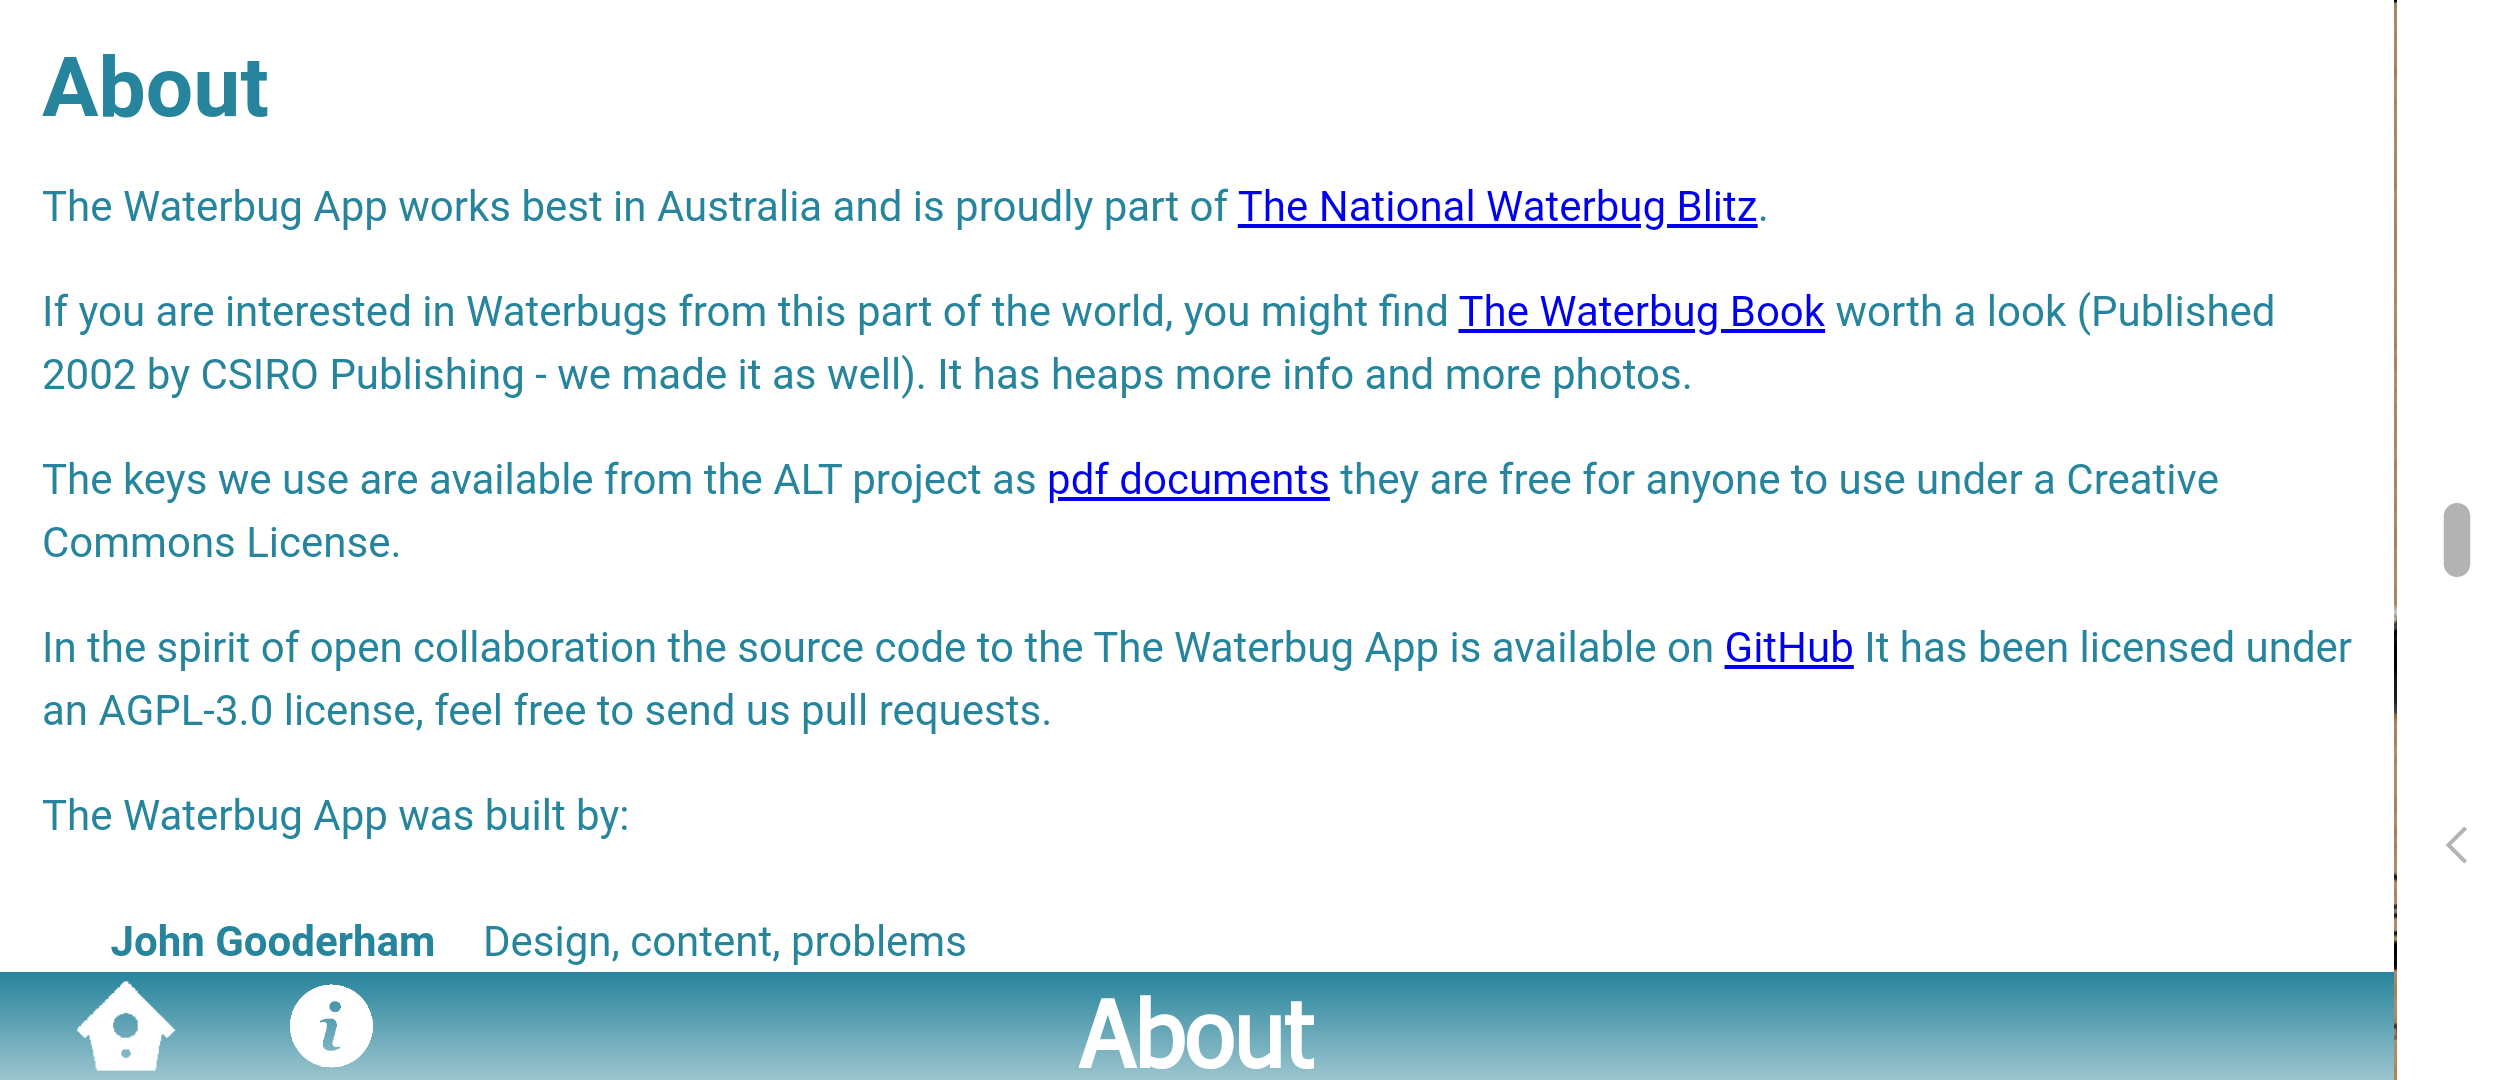 About
The Waterbug App works best in Australia and is proudly part of The National Waterbug Blitz.
If you are interested in Waterbugs from this part of the world, you might find The Waterbug Book worth a look (Published
2002 by CSIRO Publishing - we made it as well). It has heaps more info and more photos.
The keys we use are available from the ALT project as pdf documents they are free for anyone to use under a Creative
Commons License.
In the spirit of open collaboration the source code to the The Waterbug App is available on GitHub It has been licensed under
an AGPL-3.0 license, feel free to send us pull requests.
The Waterbug App was built by:
John Gooderham Design, content, problems
i About